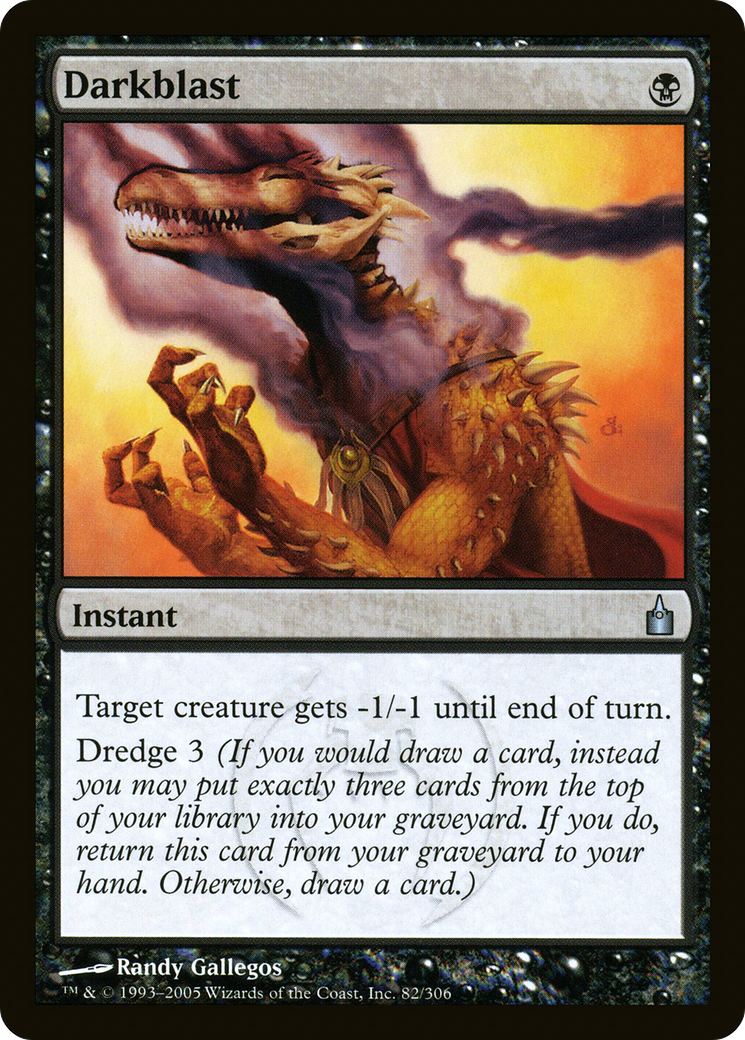 Darkblast
Instant
Target creature gets -1/-1 until end of turn.
Dredge 3 (If you would draw a card, instead
you may put exactly three cards from the top
of your library into your graveyard. If you do,
return this card from your graveyard to your
hand. Otherwise, draw a card.)
Randy Gallegos
™ & © 1993–2005 Wizards of the Coast, Inc. 82/306